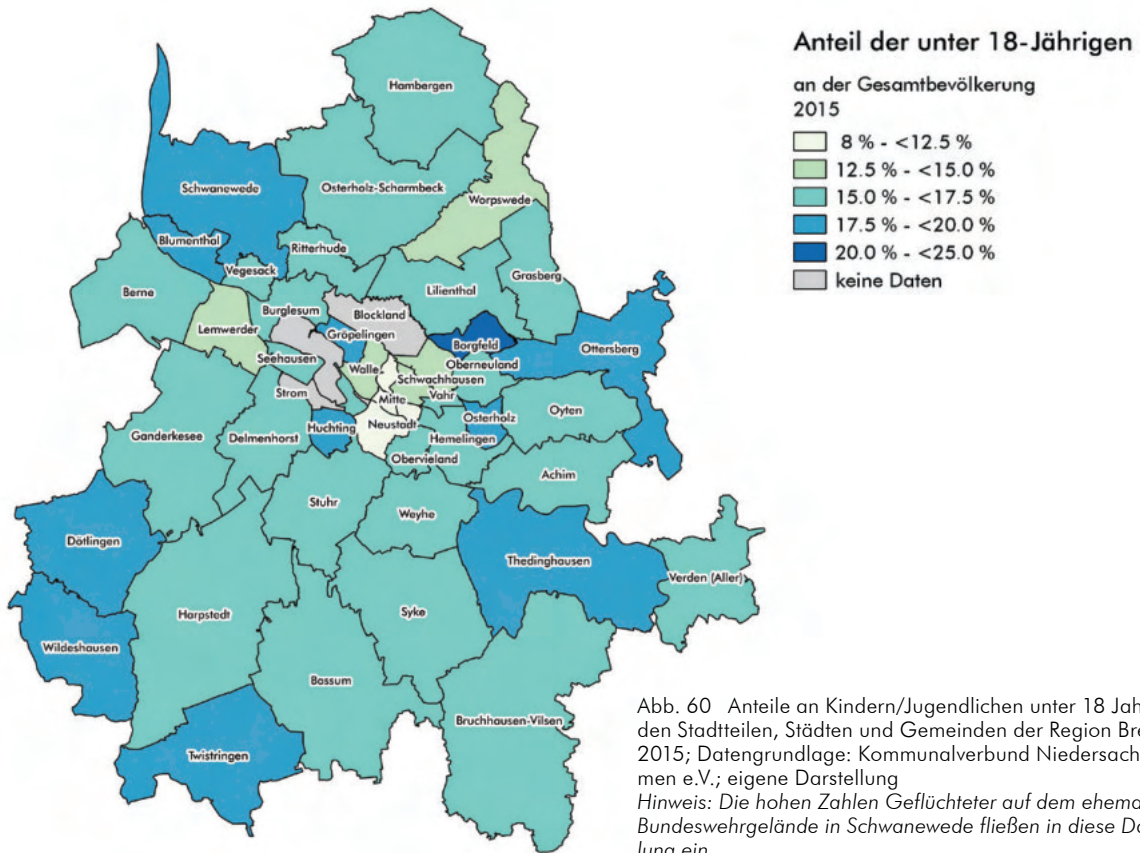 Anteil der unter 18-Jährigen
an der Gesamtbevölkerung
2015
8 % - <12.5 %
12.5 % - <15.0 %
15.0 % - <17.5 %
17.5 % - <20.0 %
20.0 % - <25.0 %
keine Daten
Hambergen
Schwanewede
Osterholz-Scharmbeck
Worpswede
Blumenthal
Ritterhude
Vegesack
Grasberg
Berne
Lilienthal
Burglesum
Blockland
Lemwerder
Gröpelingen
Borgfeld
Ottersberg
Seehausen
Oberneuland
Walle
Schwachhausen
Strom
Vahr
Mitte
Oyten
Osterholz
Huchting
Neustadt
Ganderkesee
Delmenhorst
Hemelingen
Obervieland
Achim
Stuhr
Weyhe
Dötlingen
Thedinghausen
Verden (Aller)
Harpstedt
Syke
Wildeshausen
Bassum
Bruchhausen-Vilsen
Twistringen
Abb. 60 Anteile an Kindern/Jugendlichen unter 18 Jah
den Stadtteilen, Städten und Gemeinden der Region Bre
2015; Datengrundlage: Kommunalverbund Niedersach
men e.V.; eigene Darstellung
Hinweis: Die hohen Zahlen Geflüchteter auf dem ehema
Bundeswehrgelände in Schwanewede fließen in diese Da
lung ein